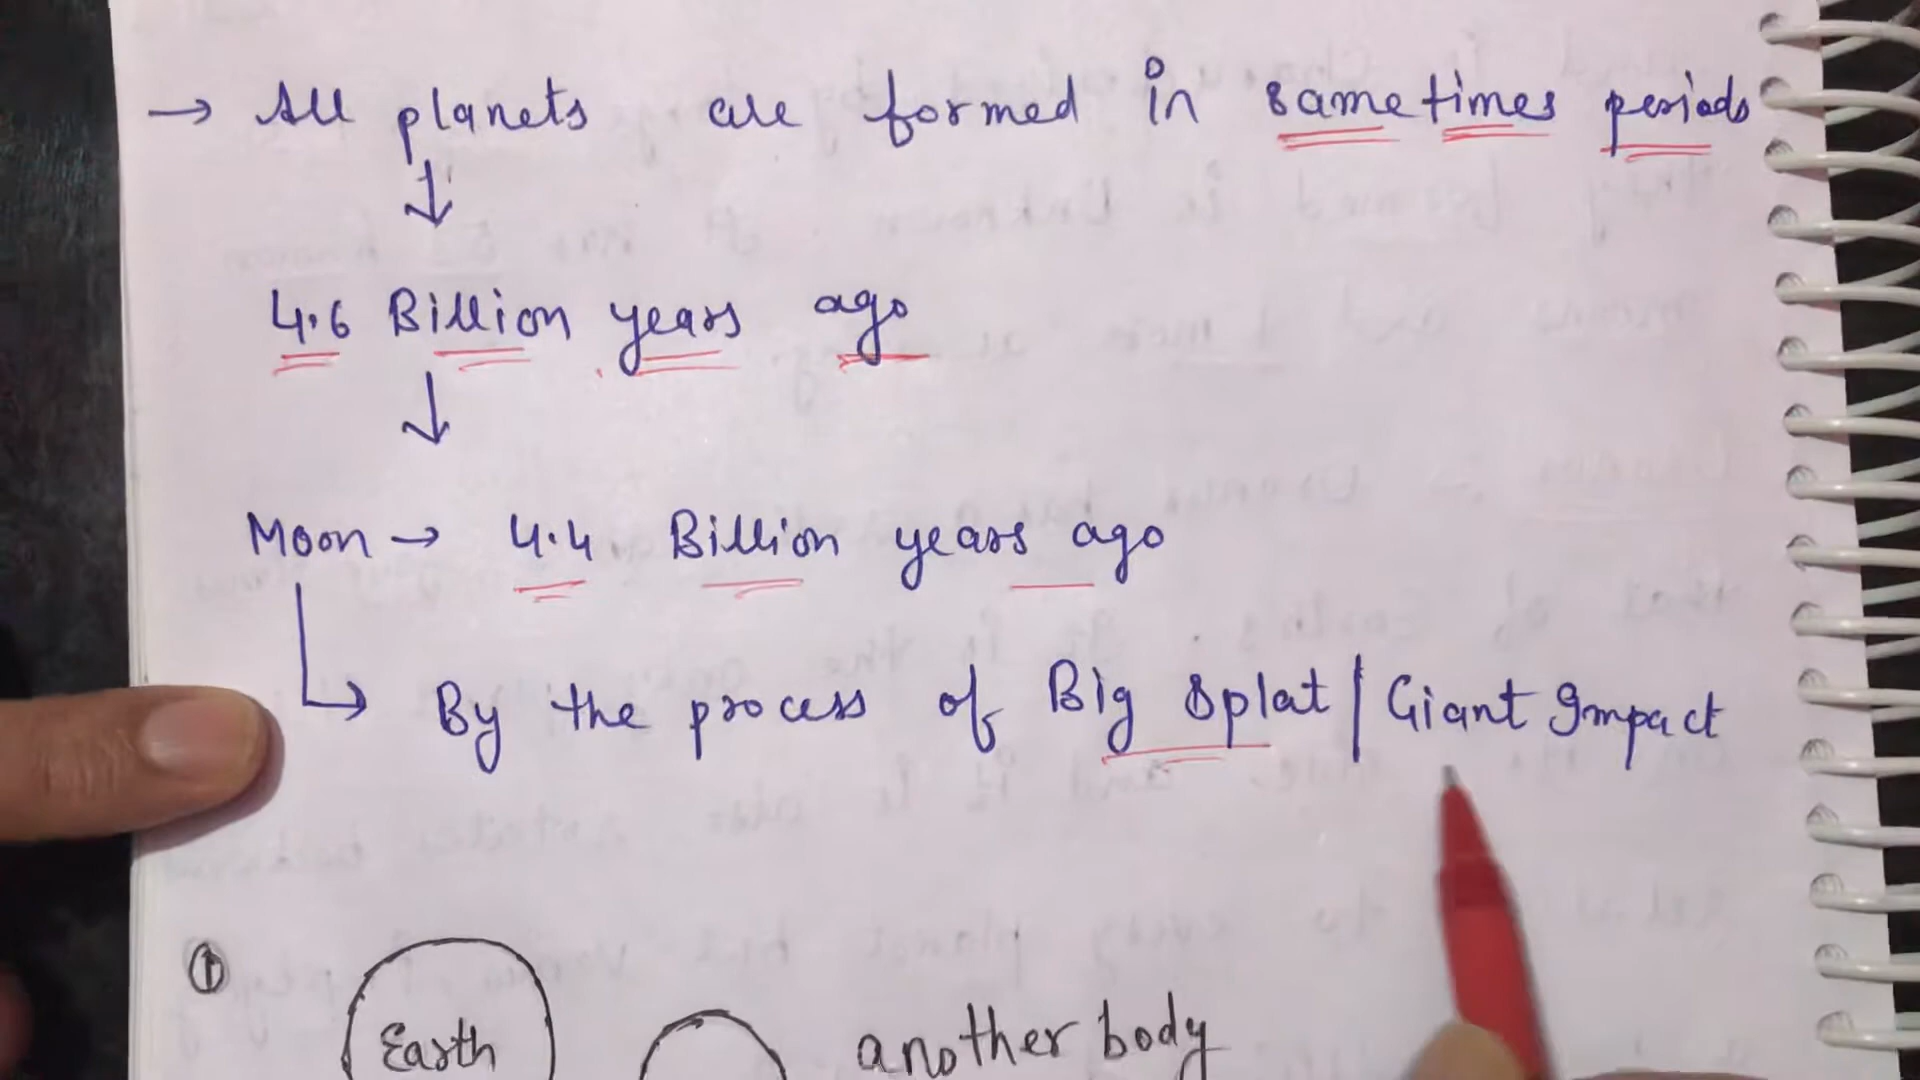 → All planets are formed in same times periods
↓
4.6 Billion years ago
↓
Moon → 4.4 Billion years ago
↳ By the process of Big Splat / Giant Impact
① Earth another body